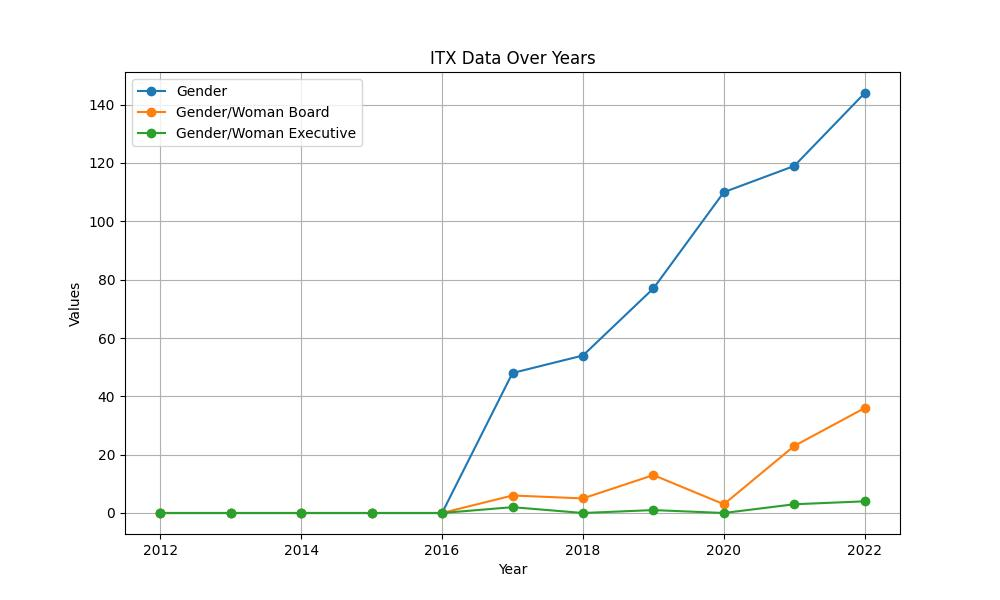 ITX Data Over Years
Gender
Gender/Woman Board
Gender/Woman Executive
140
120
100
80
60
40
20
0
Values
2012 2014 2016 2018 2020 2022
Year